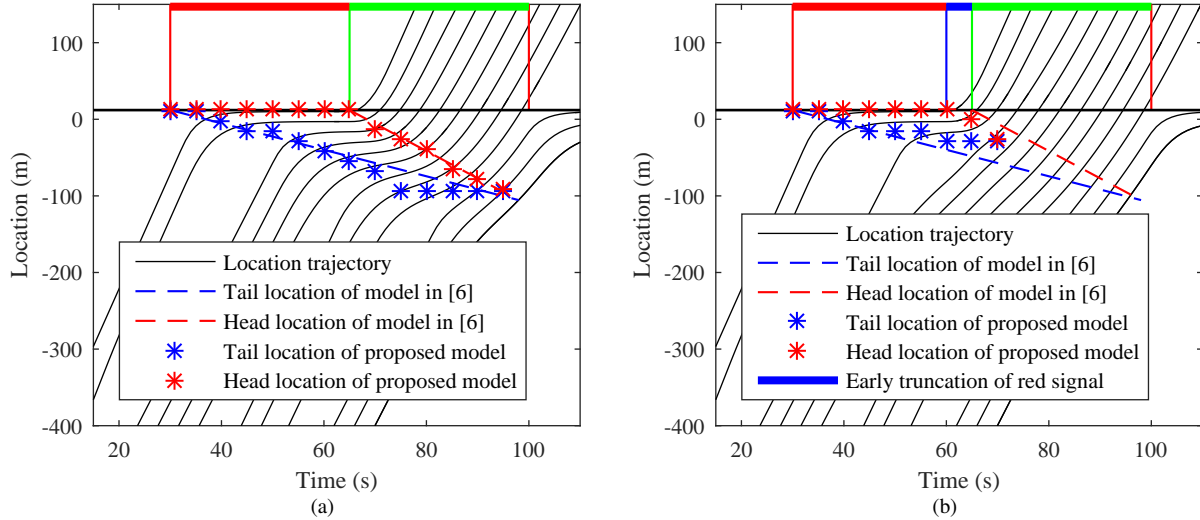 150
100
50
0
-50
-100
-200
-300
-400
Location (m)
20
40
60
80
100
Time (s)
Location trajectory
Tail location of model in [6]
Head location of model in [6]
Tail location of proposed model
Head location of proposed model
(a)
100
0
-100
-200
-300
-400
Location (m)
20
40
60
80
100
Time (s)
Location trajectory
Tail location of model in [6]
Head location of model in [6]
Tail location of proposed model
Head location of proposed model
Early truncation of red signal
(b)